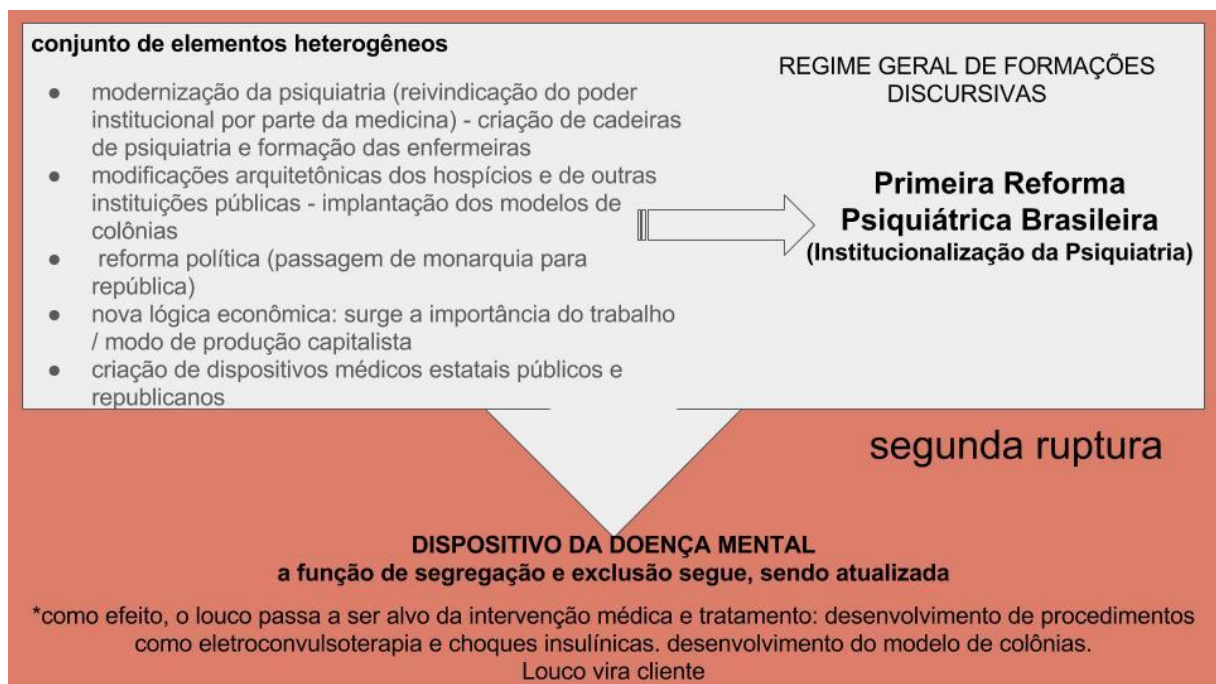 conjunto de elementos heterogêneos
● modernização da psiquiatria (reivindicação do poder
institucional por parte da medicina) - criação de cadeiras
de psiquiatria e formação das enfermeiras
● modificações arquitetônicas dos hospícios e de outras
instituições públicas - implantação dos modelos de
colônias
● reforma política (passagem de monarquia para
república)
● nova lógica econômica: surge a importância do trabalho
/ modo de produção capitalista
● criação de dispositivos médicos estatais públicos e
republicanos
REGIME GERAL DE FORMAÇÕES
DISCURSIVAS
Primeira Reforma
Psiquiátrica Brasileira
(Institucionalização da Psiquiatria)
segunda ruptura
DISPOSITIVO DA DOENÇA MENTAL
a função de segregação e exclusão segue, sendo atualizada
*como efeito, o louco passa a ser alvo da intervenção médica e tratamento: desenvolvimento de procedimentos
como eletroconvulsoterapia e choques insulínicas. desenvolvimento do modelo de colônias.
Louco vira cliente